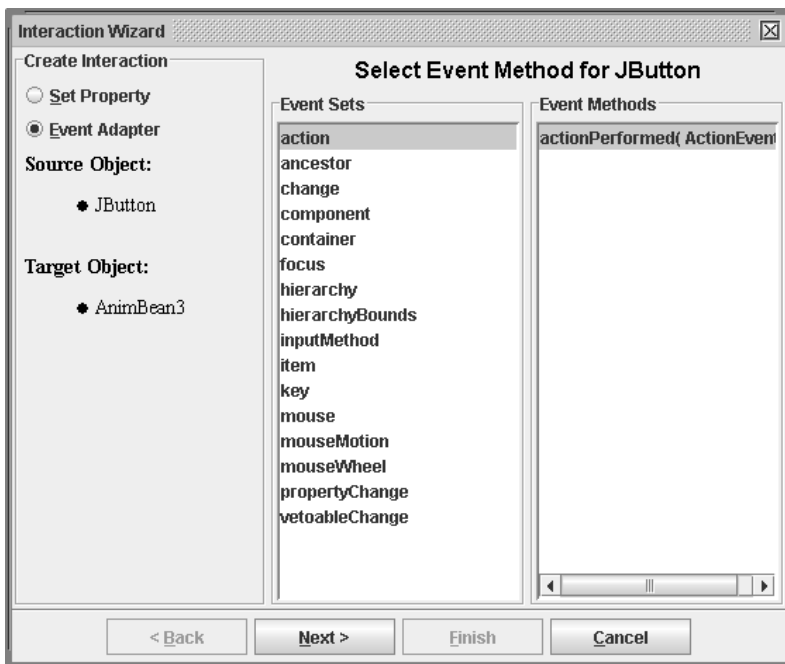 Interaction Wizard
Create Interaction
Set Property
Event Adapter
Source Object:
JButton
Target Object:
AnimBean3
Select Event Method for JButton
Event Sets
action
ancestor
change
component
container
focus
hierarchy
hierarchyBounds
inputMethod
item
key
mouse
mouseMotion
mouseWheel
propertyChange
vetoableChange
Event Methods
actionPerformed( ActionEvent
< Back
Next >
Finish
Cancel